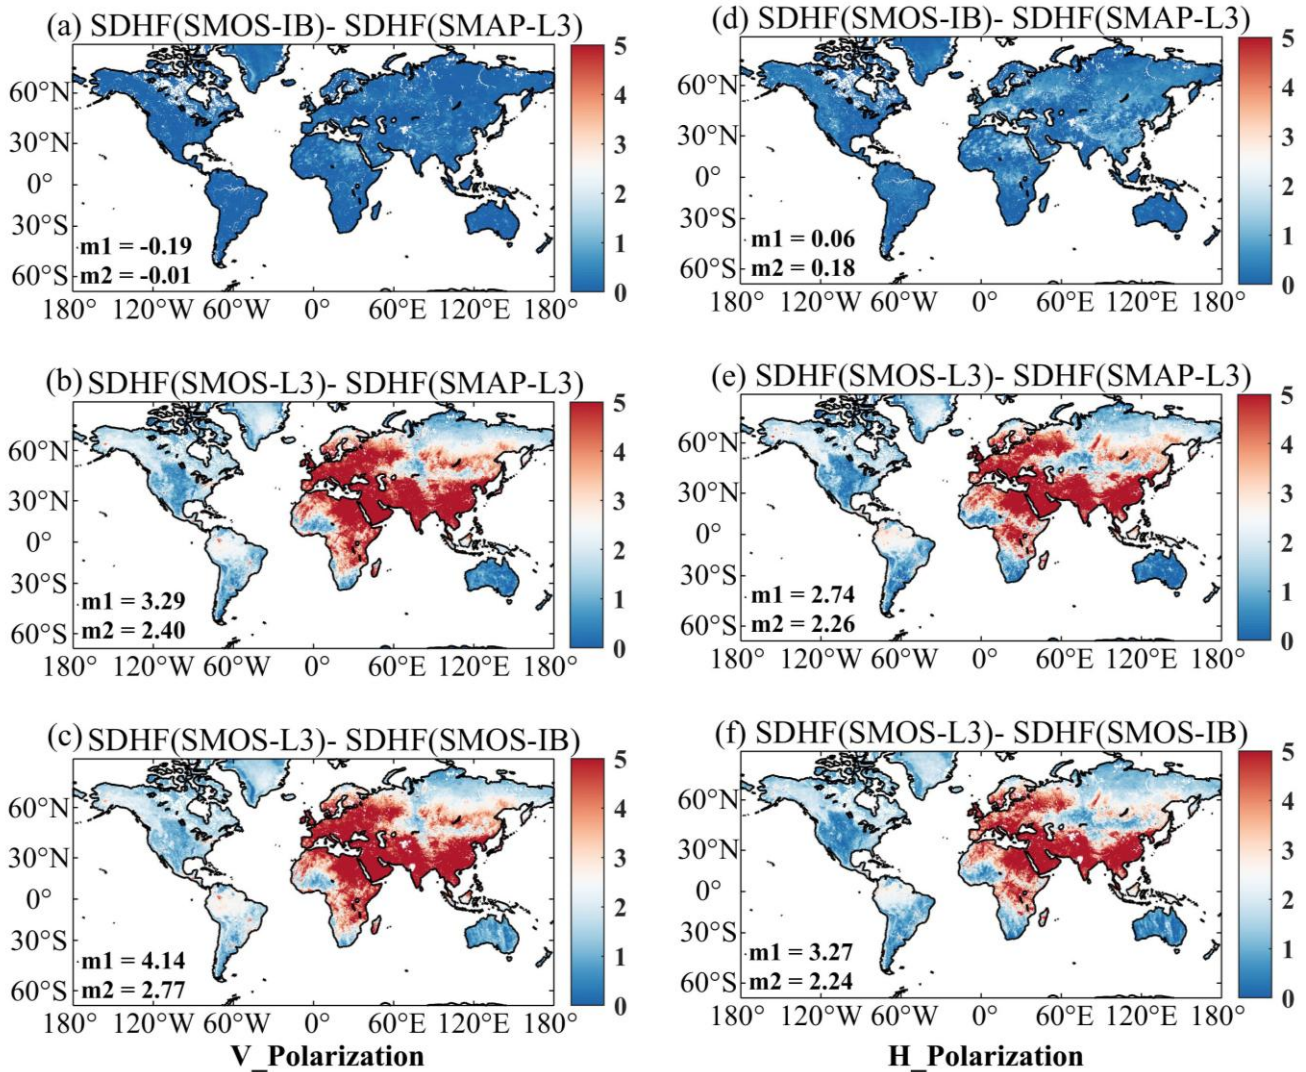 (a) SDHF(SMOS-IB)- SDHF(SMAP-L3)
5
4
3
2
1
0
60°N
30°N
0°
30°S
60°S
m1 = -0.19
m2 = -0.01
180° 120°W 60°W 0° 60°E 120°E 180°
(d) SDHF(SMOS-IB)- SDHF(SMAP-L3)
5
4
3
2
1
0
60°N
30°N
0°
30°S
60°S
m1 = 0.06
m2 = 0.18
180° 120°W 60°W 0° 60°E 120°E 180°
(b) SDHF(SMOS-L3)- SDHF(SMAP-L3)
5
4
3
2
1
0
60°N
30°N
0°
30°S
60°S
m1 = 3.29
m2 = 2.40
180° 120°W 60°W 0° 60°E 120°E 180°
(e) SDHF(SMOS-L3)- SDHF(SMAP-L3)
5
4
3
2
1
0
60°N
30°N
0°
30°S
60°S
m1 = 2.74
m2 = 2.26
180° 120°W 60°W 0° 60°E 120°E 180°
(c) SDHF(SMOS-L3)- SDHF(SMOS-IB)
5
4
3
2
1
0
60°N
30°N
0°
30°S
60°S
m1 = 4.14
m2 = 2.77
180° 120°W 60°W 0° 60°E 120°E 180°
V_Polarization
(f) SDHF(SMOS-L3)- SDHF(SMOS-IB)
5
4
3
2
1
0
60°N
30°N
0°
30°S
60°S
m1 = 3.27
m2 = 2.24
180° 120°W 60°W 0° 60°E 120°E 180°
H_Polarization